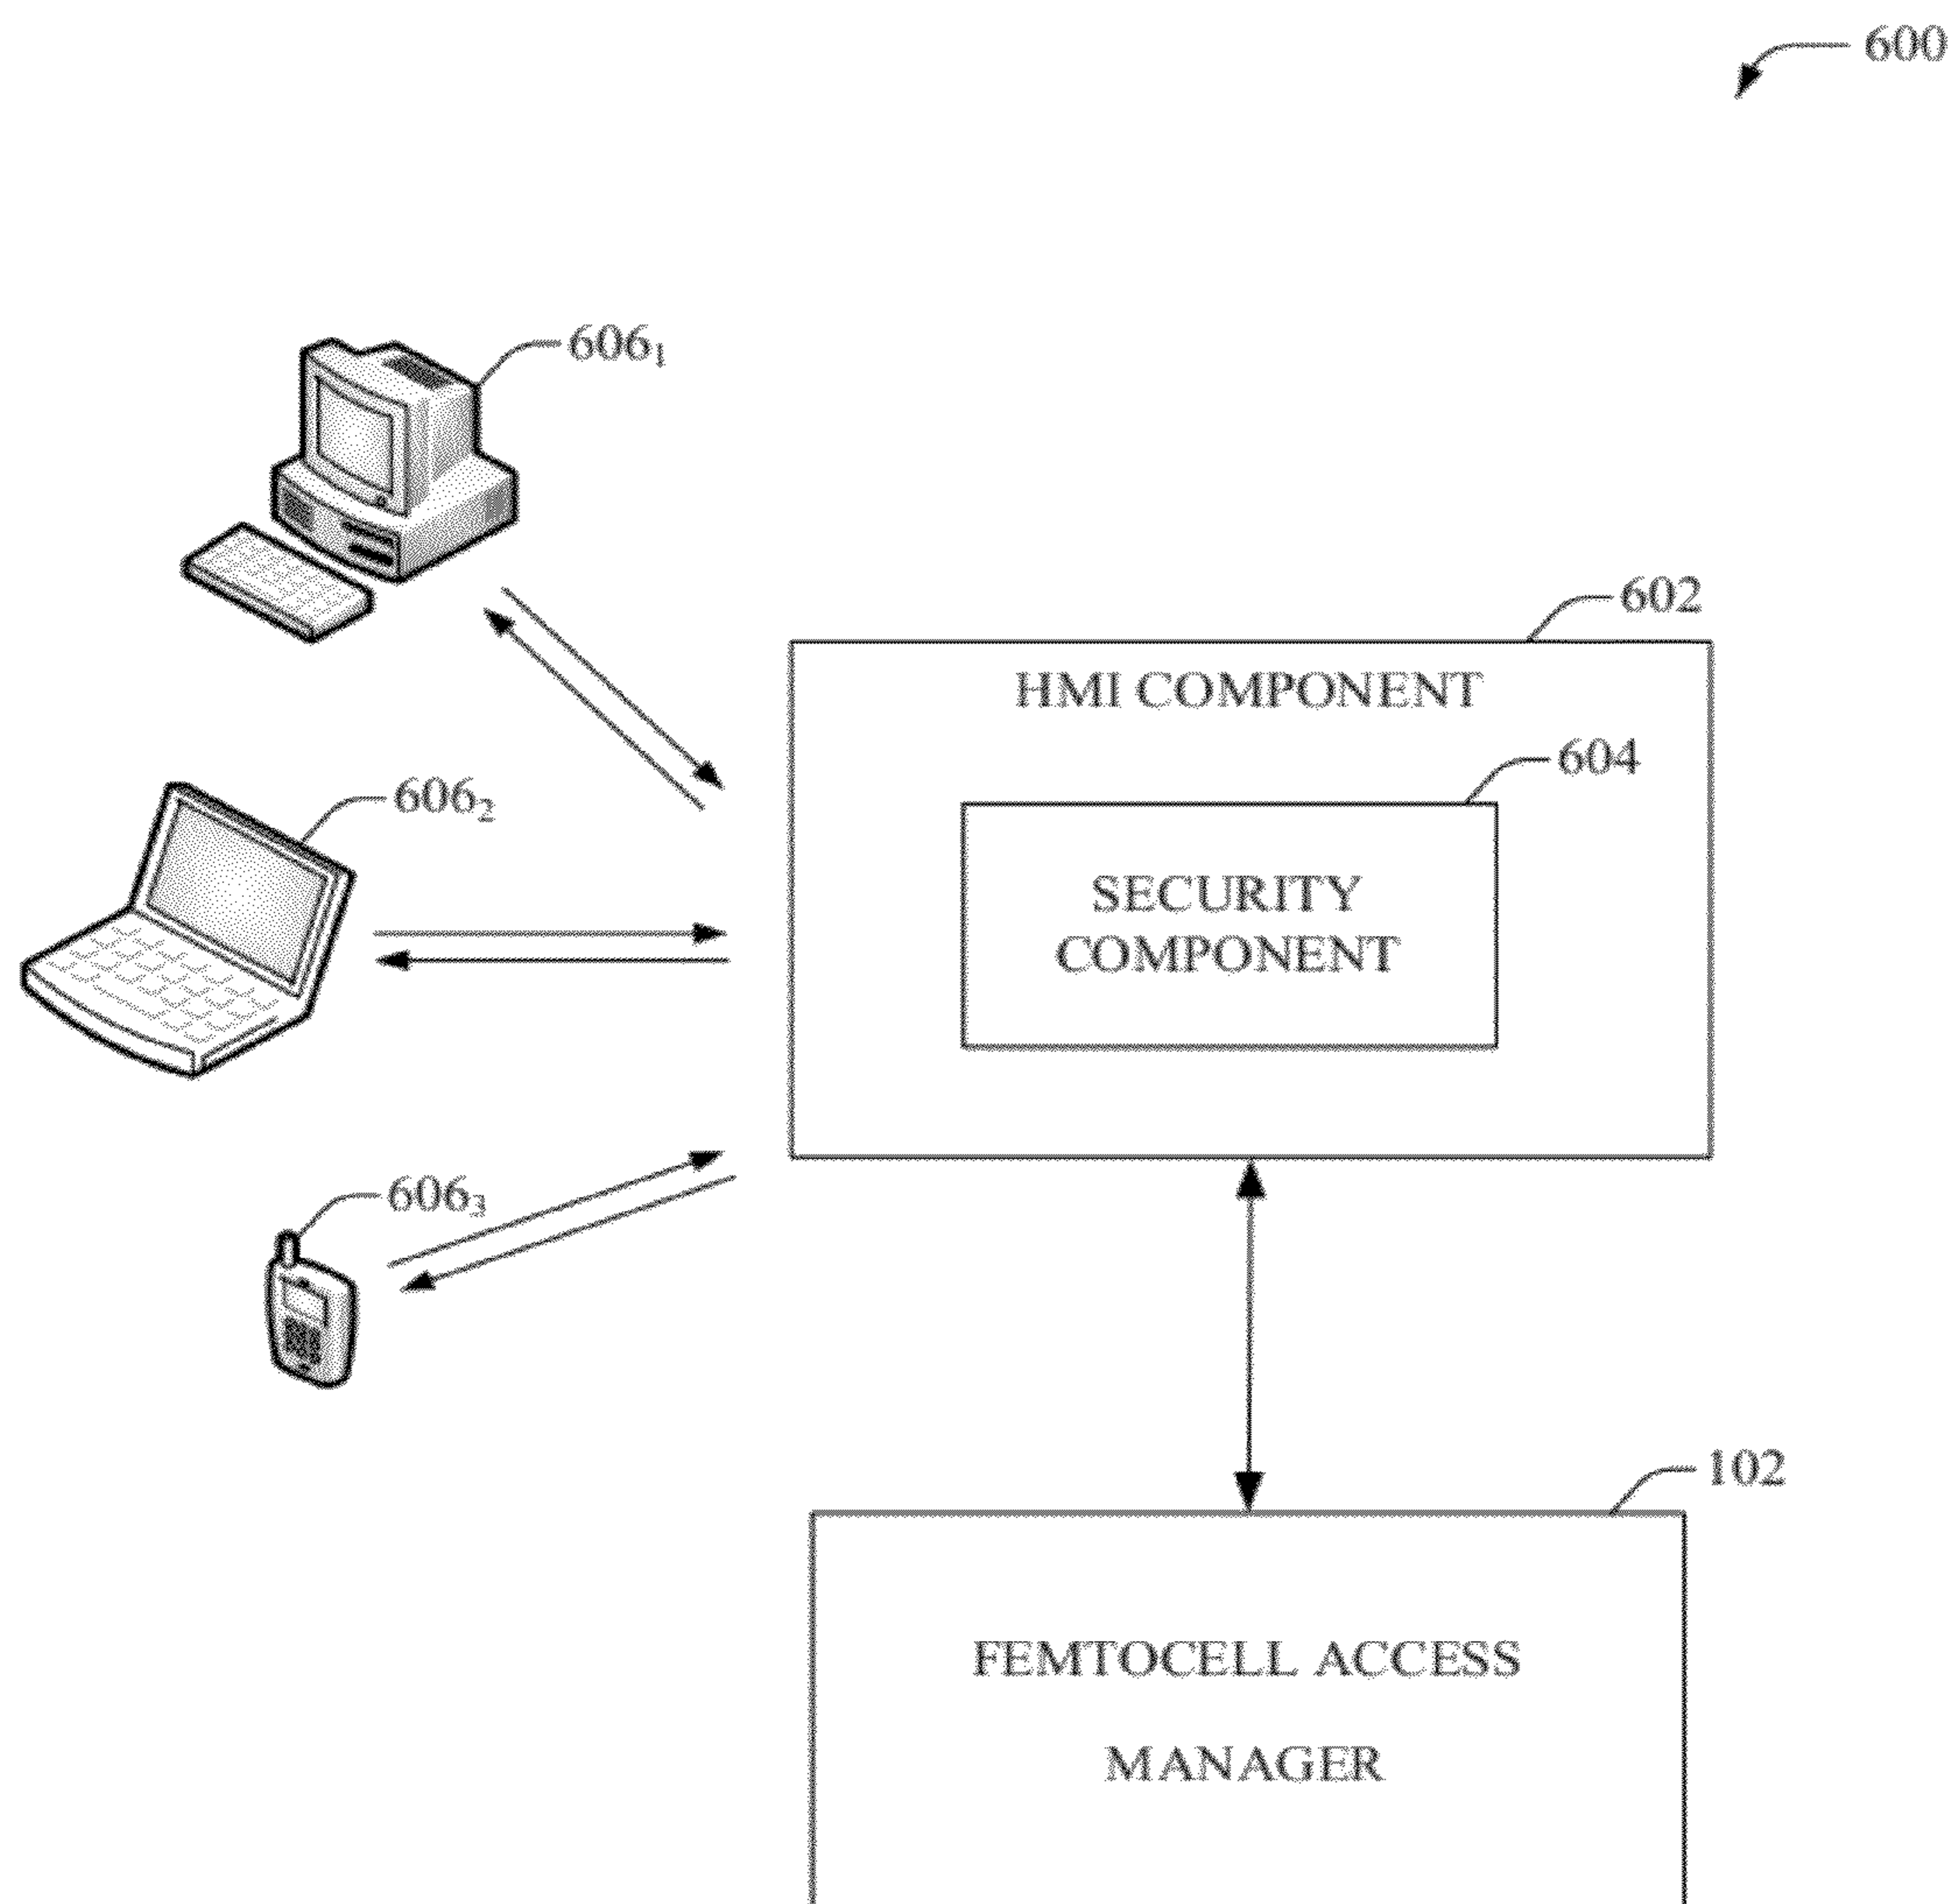 600
606₁
602
HMI COMPONENT
604
606₂
SECURITY
COMPONENT
606₃
102
FEMTOCELL ACCESS
MANAGER